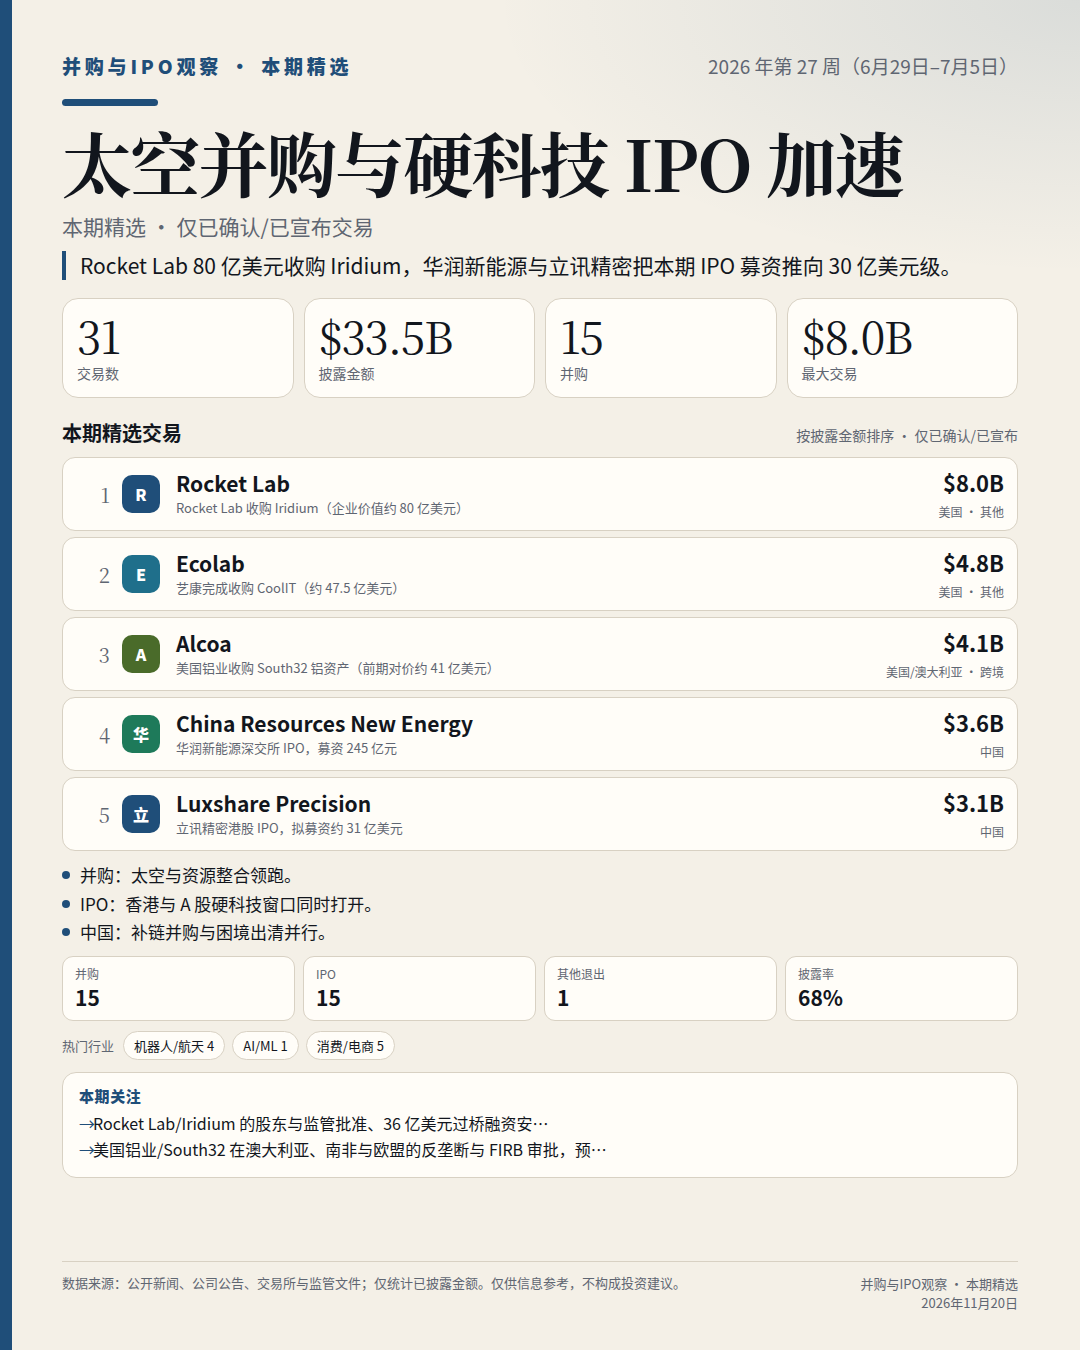 并购与IPO观察 · 本期精选
2026 年第 27 周（6月29日–7月5日）
太空并购与硬科技 IPO 加速
本期精选 · 仅已确认/已宣布交易
Rocket Lab 80 亿美元收购 Iridium，华润新能源与立讯精密把本期 IPO 募资推向 30 亿美元级。
31
交易数
$33.5B
披露金额
15
并购
$8.0B
最大交易
本期精选交易
按披露金额排序 · 仅已确认/已宣布
1 R Rocket Lab $8.0B
Rocket Lab 收购 Iridium（企业价值约 80 亿美元） 美国 · 其他
2 E Ecolab $4.8B
艺康完成收购 CoolIT（约 47.5 亿美元） 美国 · 其他
3 A Alcoa $4.1B
美国铝业收购 South32 铝资产（前期对价约 41 亿美元） 美国/澳大利亚 · 跨境
4 华 China Resources New Energy $3.6B
华润新能源深交所 IPO，募资 245 亿元 中国
5 立 Luxshare Precision $3.1B
立讯精密港股 IPO，拟募资约 31 亿美元 中国
并购：太空与资源整合领跑。
IPO：香港与 A 股硬科技窗口同时打开。
中国：补链并购与困境出清并行。
并购
15
IPO
15
其他退出
1
披露率
68%
热门行业 机器人/航天 4 AI/ML 1 消费/电商 5
本期关注
→Rocket Lab/Iridium 的股东与监管批准、36 亿美元过桥融资安…
→美国铝业/South32 在澳大利亚、南非与欧盟的反垄断与 FIRB 审批，预…
数据来源：公开新闻、公司公告、交易所与监管文件；仅统计已披露金额。仅供信息参考，不构成投资建议。
并购与IPO观察 · 本期精选
2026年11月20日